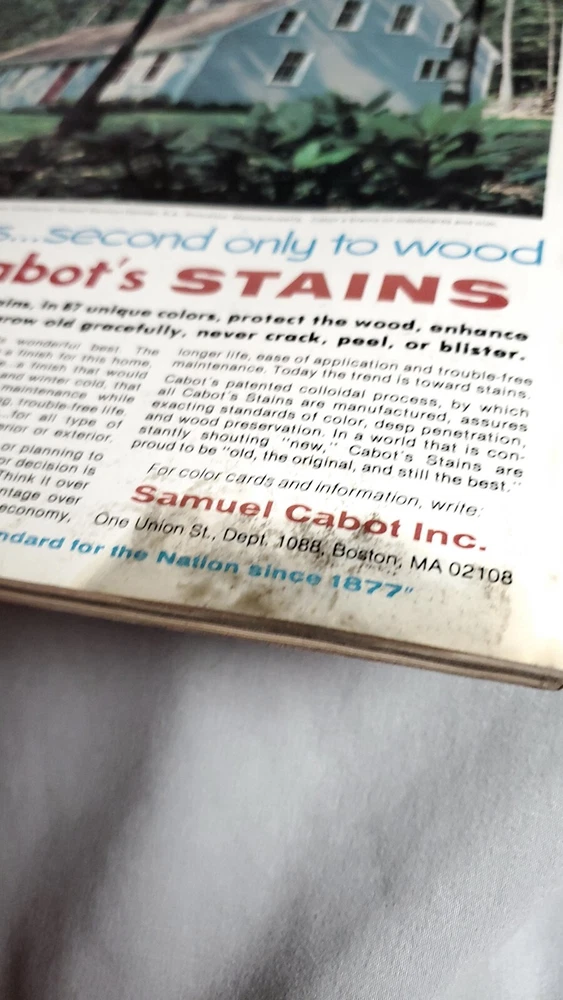 s...second only to wood
abot's STAINS
ains, in 87 unique colors, protect the wood, enhance
row old gracefully, never crack, peel, or blister.
wonderful best. The
a finish for this home,
a finish that would
and winter cold, that
maintenance while
trouble-free life.
...for all type of
erior or exterior.
or planning to
or decision is
Think it over
ntage over
economy,
longer life, ease of application and trouble-free
maintenance. Today the trend is toward stains.
Cabot's patented colloidal process, by which
all Cabot's Stains are manufactured, assures
exacting standards of color, deep penetration,
and wood preservation. In a world that is con-
stantly shouting "new," Cabot's Stains are
proud to be "old, the original, and still the best."
For color cards and information, write:
Samuel Cabot Inc.
One Union St., Dept. 1088, Boston, MA 02108
ndard for the Nation since 1877"